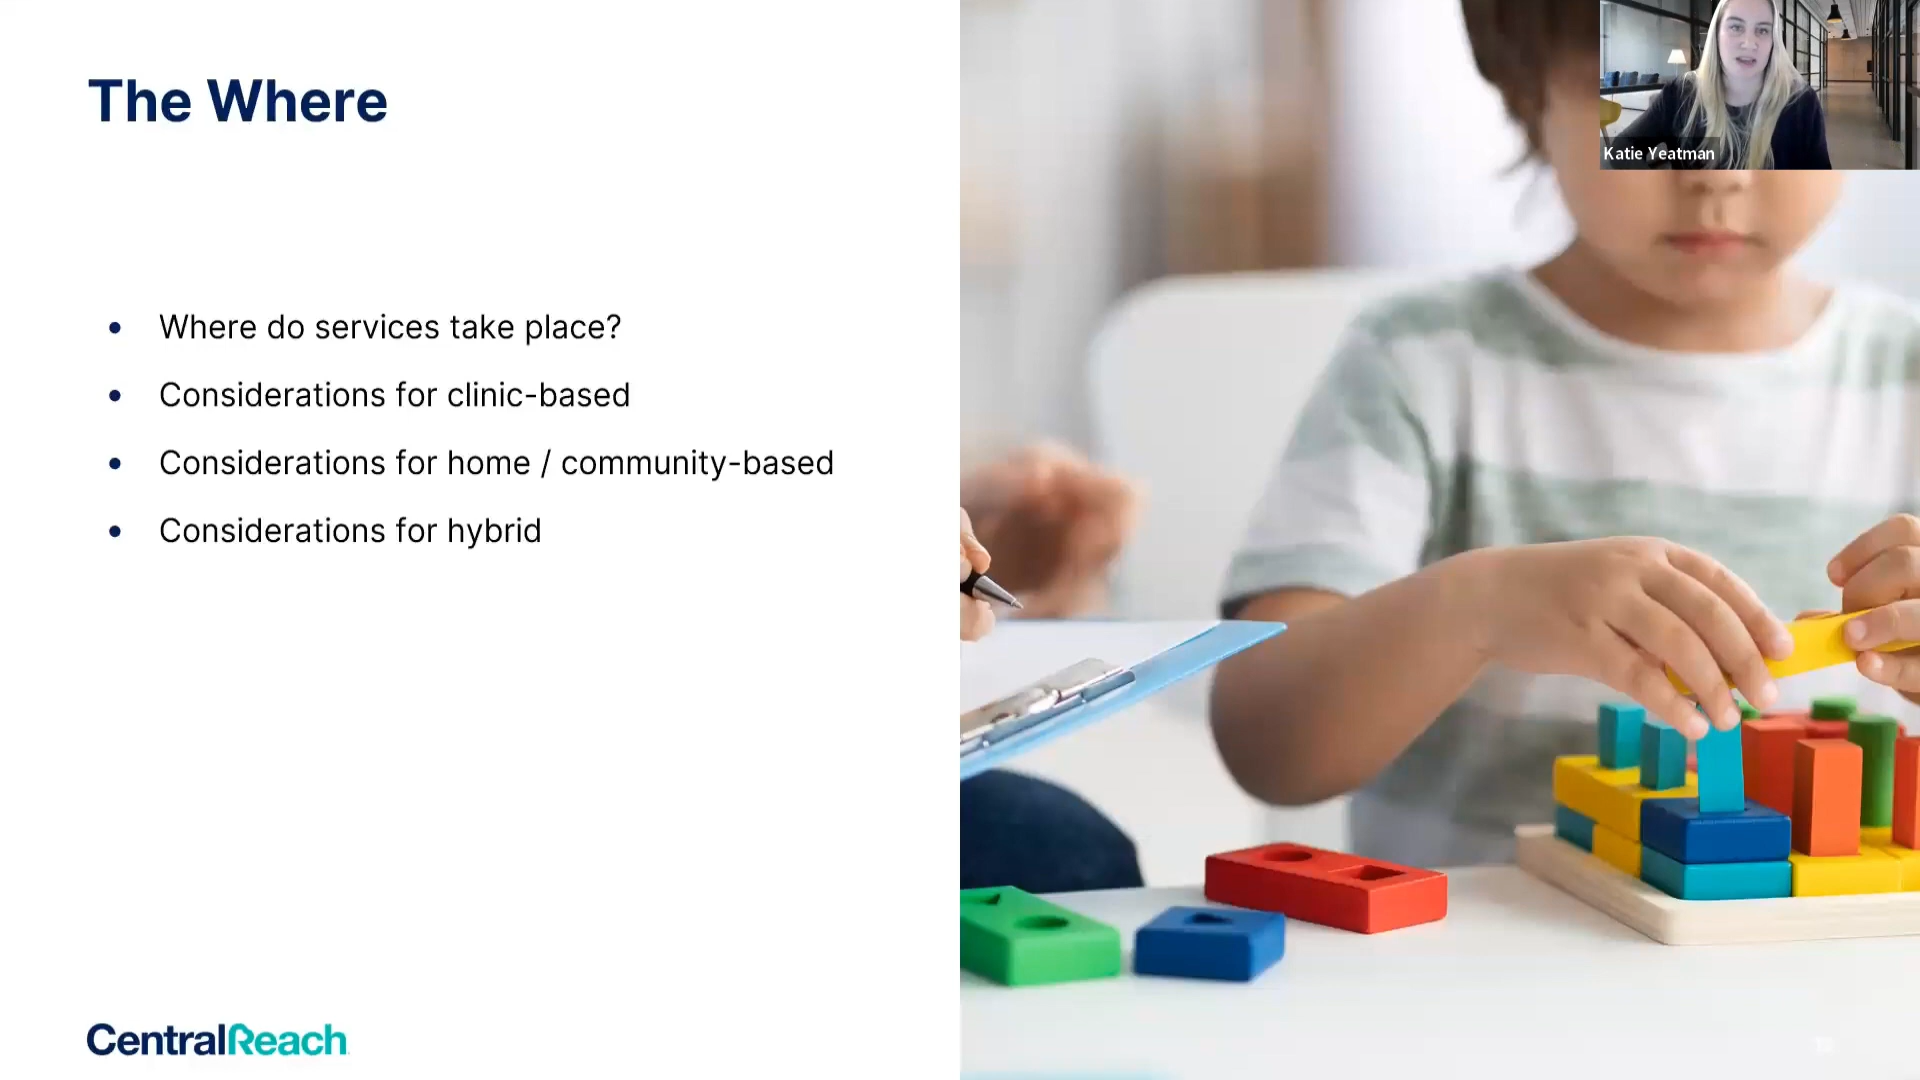 The Where
Katie Yeatman
Where do services take place?
Considerations for clinic-based
Considerations for home / community-based
Considerations for hybrid
CentralReach